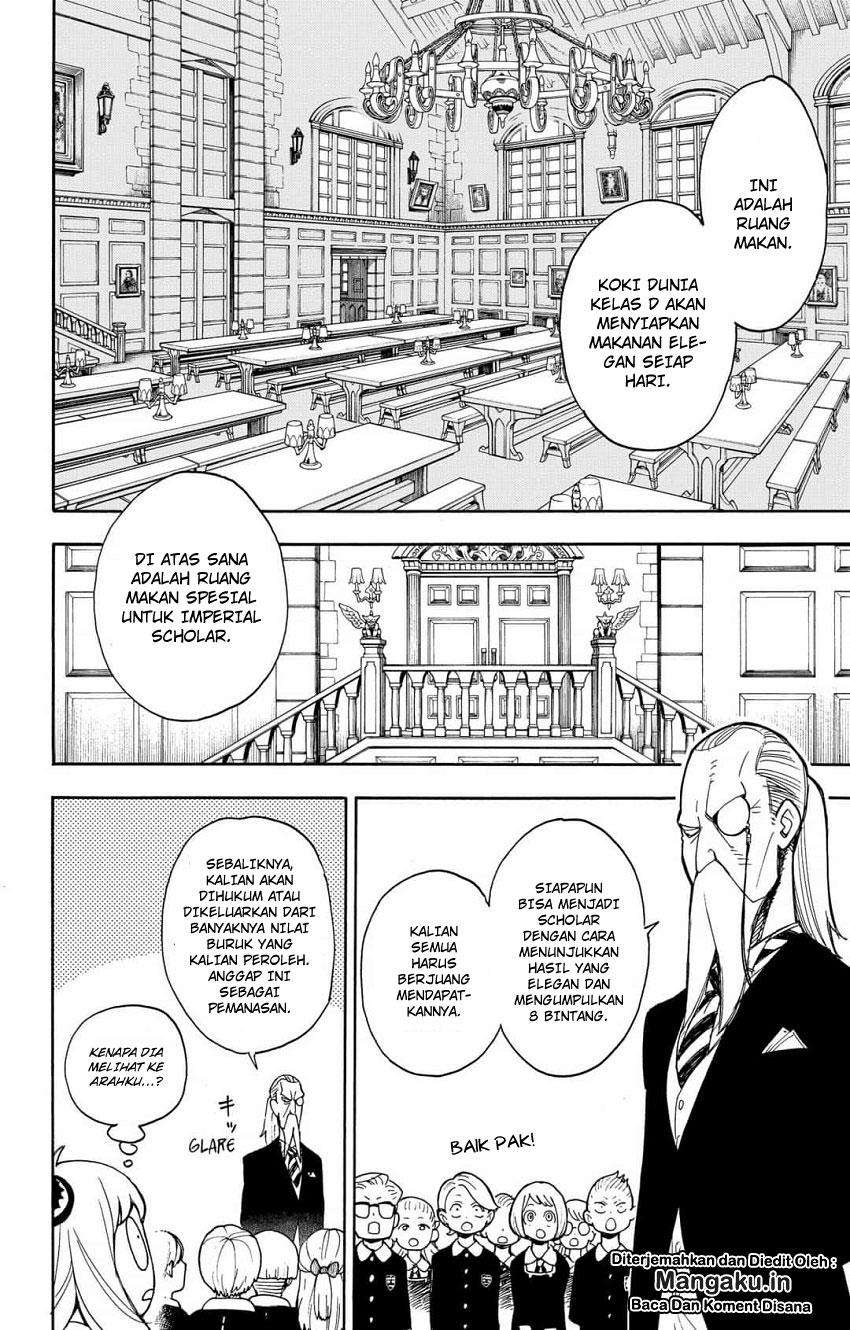 INI
ADALAH
RUANG
MAKAN.
KOKI DUNIA
KELAS D AKAN
MENYIAPKAN
MAKANAN ELE-
GAN SEIAP
HARI.
DI ATAS SANA
ADALAH RUANG
MAKAN SPESIAL
UNTUK IMPERIAL
SCHOLAR.
SIAPAPUN
BISA MENJADI
SCHOLAR
DENGAN CARA
MENUNJUKKAN
HASIL YANG
ELEGAN DAN
MENGUMPULKAN
8 BINTANG.
KALIAN
SEMUA
HARUS
BERJUANG
MENDAPAT-
KANNYA.
BAIK PAK!
SEBALIKNYA,
KALIAN AKAN
DIHUKUM ATAU
DIKELUARKAN DARI
BANYAKNYA NILAI
BURUK YANG
KALIAN PEROLEH.
ANGGAP INI
SEBAGAI
PEMANASAN.
キッ
GLARE
KENAPA DIA
MELIHAT KE
ARAHKU...?
Diterjemahkan dan Diedit Oleh :
Mangaku.in
Baca Dan Koment Disana